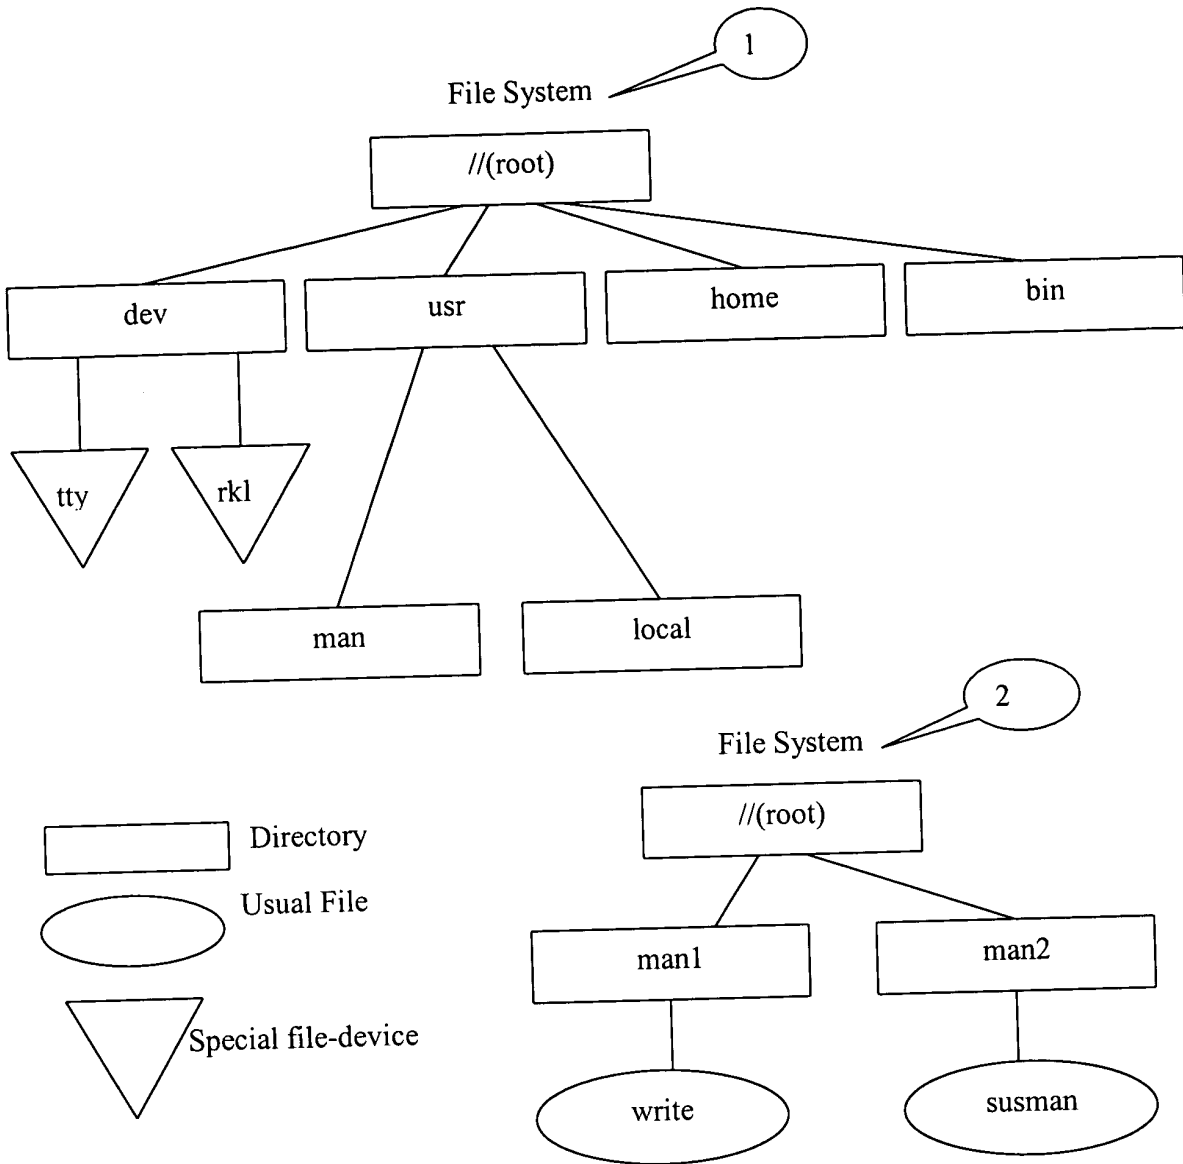 1
File System
//(root)
dev
usr
home
bin
tty
rkl
man
local
2
File System
//(root)
Directory
Usual File
man1
man2
Special file-device
write
susman